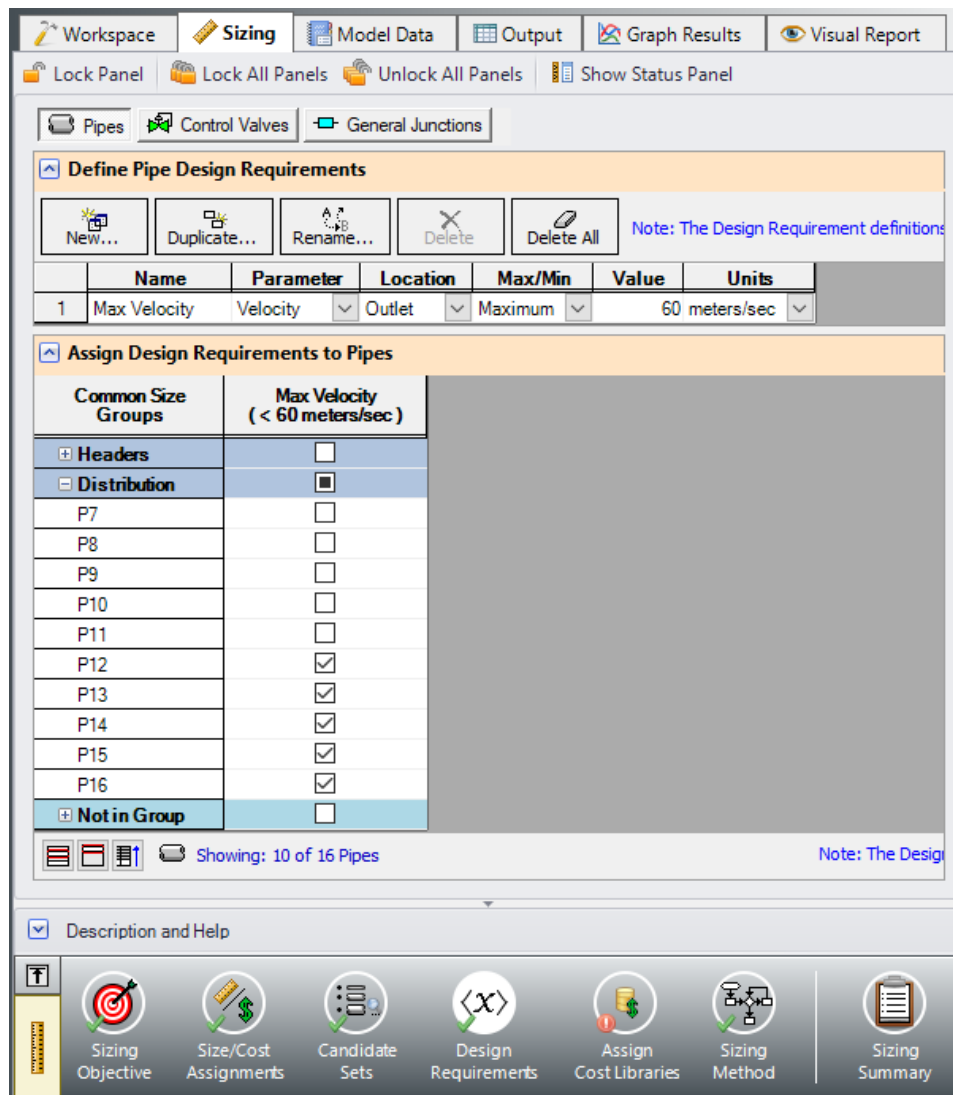 Workspace Sizing Model Data Output Graph Results Visual Report
Lock Panel Lock All Panels Unlock All Panels Show Status Panel
Pipes Control Valves General Junctions
Define Pipe Design Requirements
New... Duplicate... Rename... Delete Delete All Note: The Design Requirement definitions
Name Parameter Location Max/Min Value Units
1 Max Velocity Velocity Outlet Maximum 60 meters/sec
Assign Design Requirements to Pipes
Common Size Max Velocity
Groups ( < 60 meters/sec )
Headers
Distribution
P7
P8
P9
P10
P11
P12
P13
P14
P15
P16
Not in Group
Showing: 10 of 16 Pipes Note: The Desig
Description and Help
Sizing Size/Cost Candidate Design Assign Sizing Sizing
Objective Assignments Sets Requirements Cost Libraries Method Summary